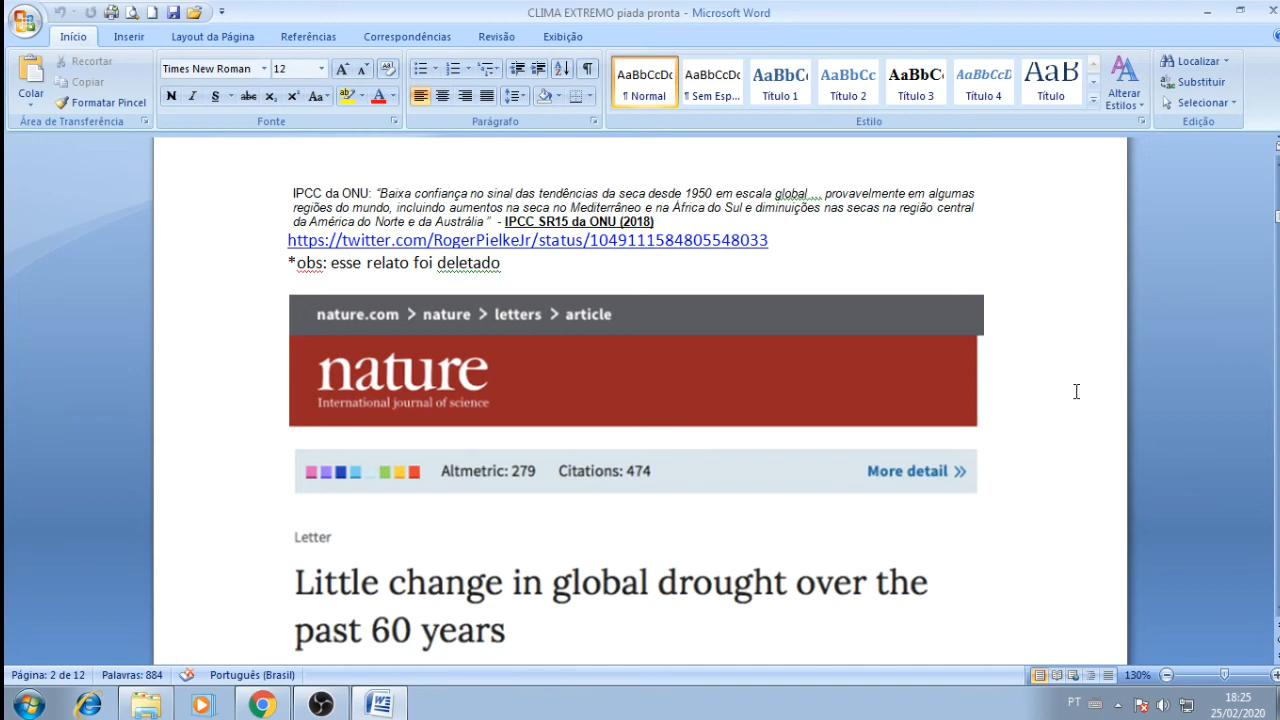 CLIMA EXTREMO piada pronta - Microsoft Word
Início Inserir Layout da Página Referências Correspondências Revisão Exibição
Colar
Recortar
Copiar
Formatar Pincel
Área de Transferência
Times New Roman 12
N I S abc X₂ X² Aa
Fonte
Parágrafo
AaBbCcDc AaBbCcDc AaBbC AaBbCc AaBbC AaBbCcD AaB
¶ Normal ¶ Sem Esp... Título 1 Título 2 Título 3 Título 4 Título
Alterar Estilos
Estilo
Localizar
Substituir
Selecionar
Edição
IPCC da ONU: “Baixa confiança no sinal das tendências da seca desde 1950 em escala global.... provavelmente em algumas
regiões do mundo, incluindo aumentos na seca no Mediterrâneo e na África do Sul e diminuições nas secas na região central
da América do Norte e da Austrália ” - IPCC SR15 da ONU (2018)
https://twitter.com/RogerPielkeJr/status/1049111584805548033
*obs: esse relato foi deletado
nature.com > nature > letters > article
nature
International journal of science
Altmetric: 279 Citations: 474 More detail »
Letter
Little change in global drought over the
past 60 years
Página: 2 de 12 Palavras: 884 Português (Brasil) 130%
PT 18:25
25/02/2020